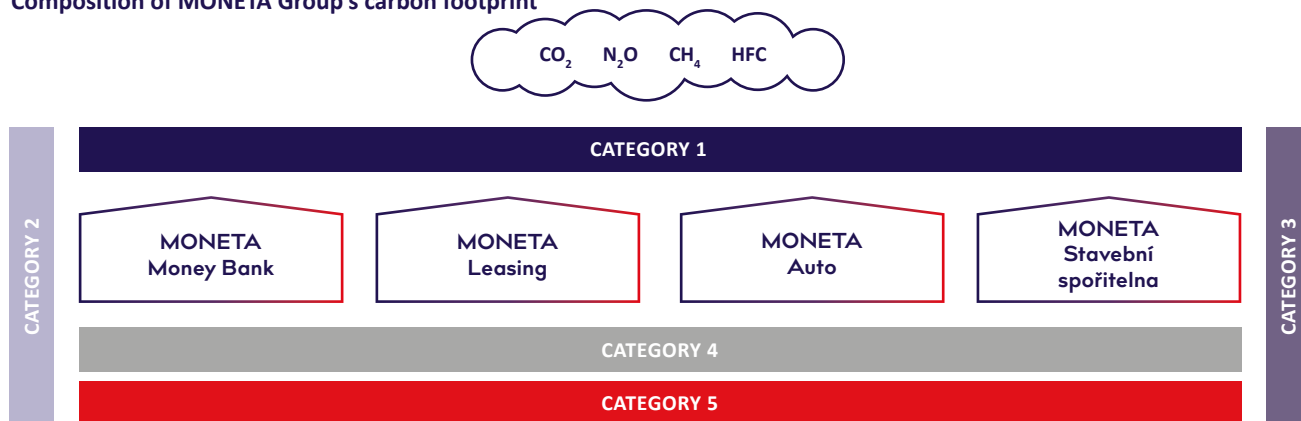 Composition of MONETA Group's carbon footprint
CO₂ N₂O CH₄ HFC
CATEGORY 1
CATEGORY 2
MONETA
Money Bank
MONETA
Leasing
MONETA
Auto
MONETA
Stavební
spořitelna
CATEGORY 3
CATEGORY 4
CATEGORY 5